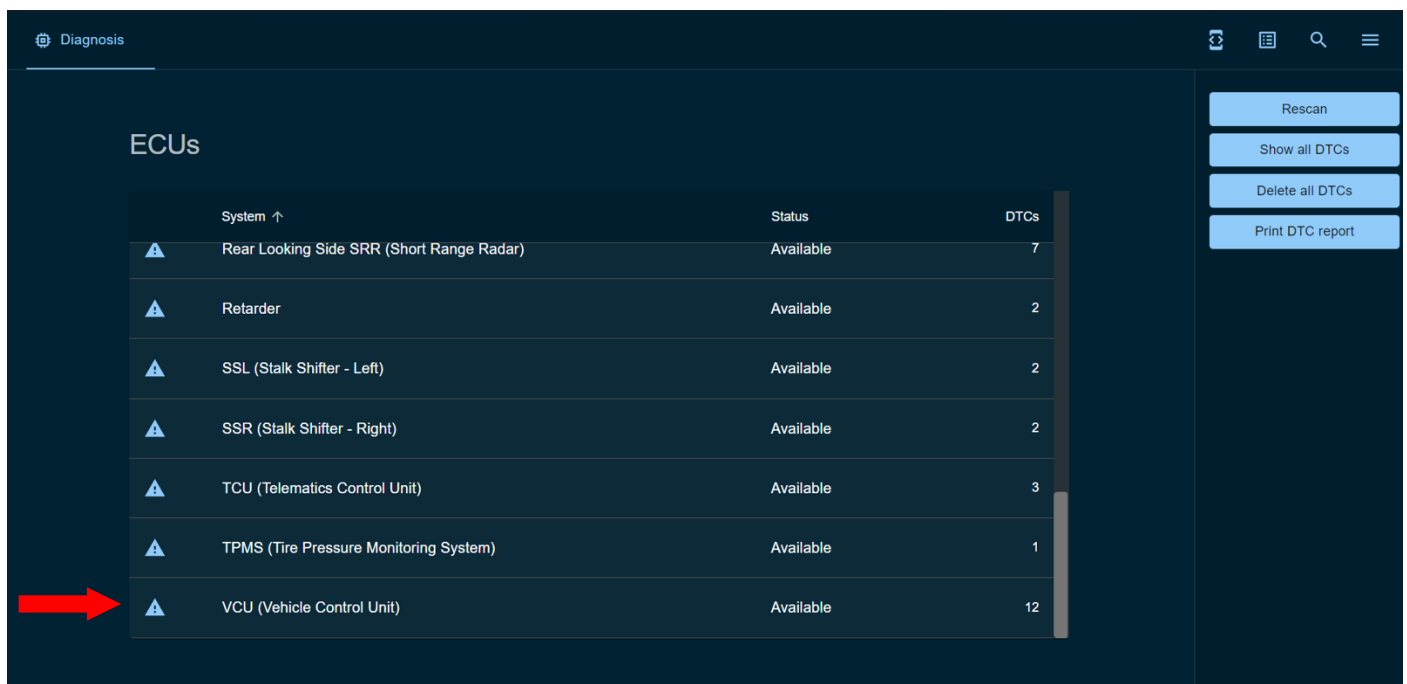 Diagnosis
Rescan
Show all DTCs
Delete all DTCs
Print DTC report
ECUs
System ↑ Status DTCs
Rear Looking Side SRR (Short Range Radar) Available 7
Retarder Available 2
SSL (Stalk Shifter - Left) Available 2
SSR (Stalk Shifter - Right) Available 2
TCU (Telematics Control Unit) Available 3
TPMS (Tire Pressure Monitoring System) Available 1
VCU (Vehicle Control Unit) Available 12